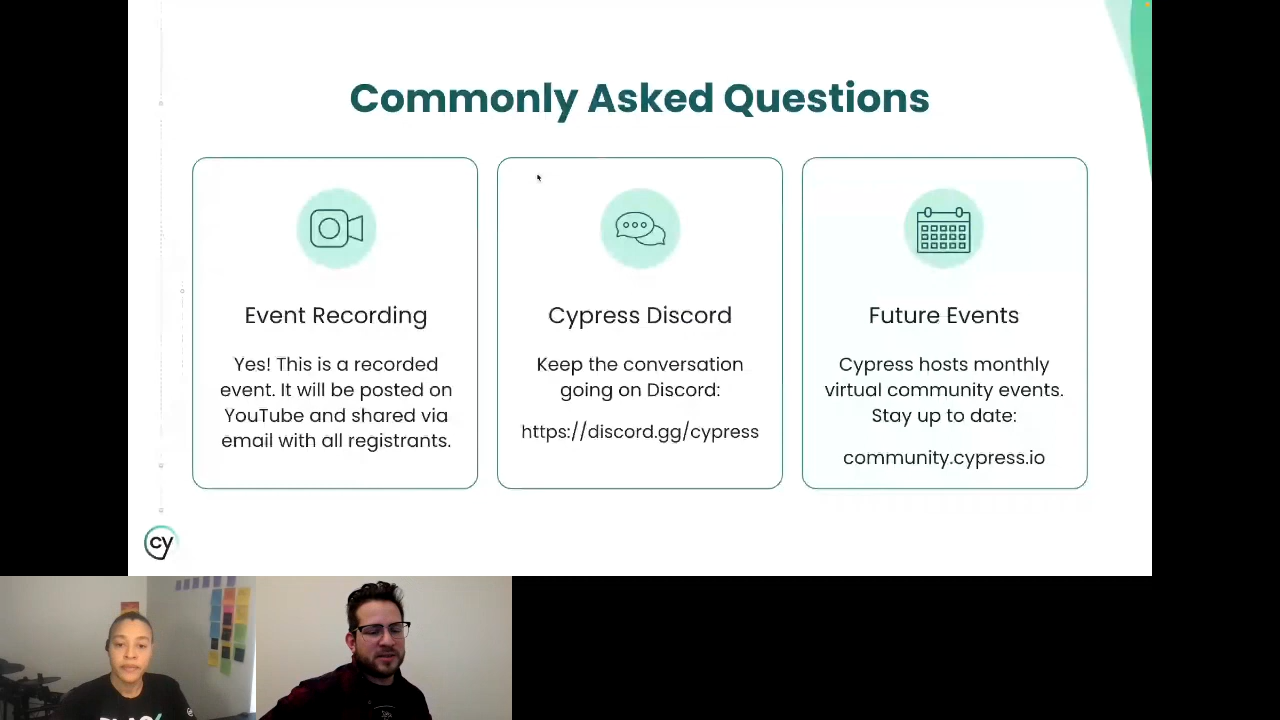 Commonly Asked Questions
Event Recording
Yes! This is a recorded
event. It will be posted on
YouTube and shared via
email with all registrants.
Cypress Discord
Keep the conversation
going on Discord:
https://discord.gg/cypress
Future Events
Cypress hosts monthly
virtual community events.
Stay up to date:
community.cypress.io
cy